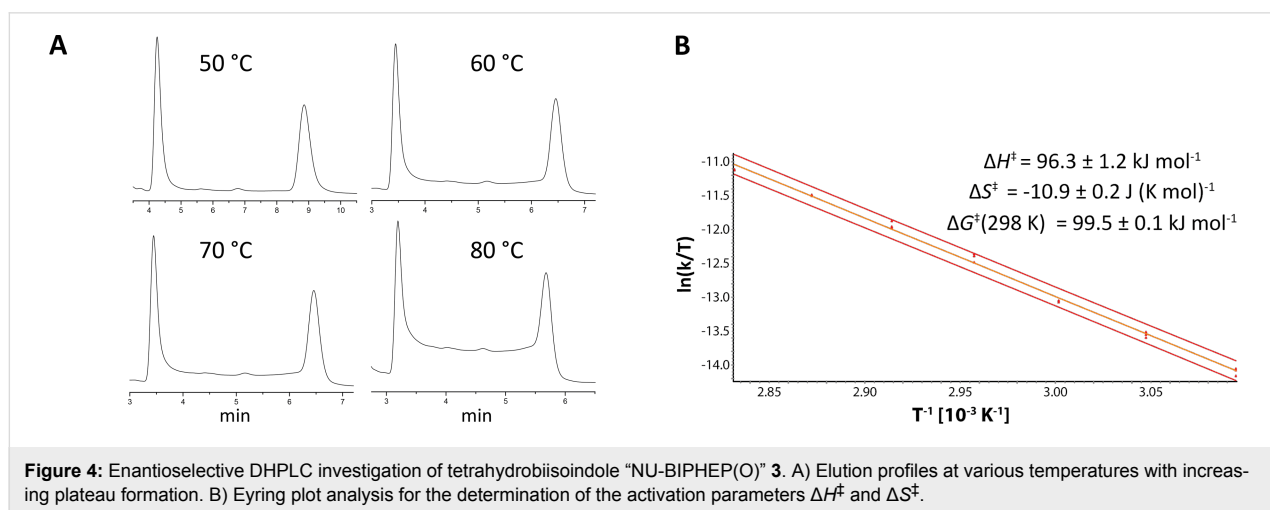 A
50 °C
60 °C
4 5 6 7 8 9 10
3 4 5 6 7
70 °C
80 °C
3 4 5 6 7
3 4 5 6
min
min
B
ΔH‡ = 96.3 ± 1.2 kJ mol-1
ΔS‡ = -10.9 ± 0.2 J (K mol)-1
ΔG‡(298 K) = 99.5 ± 0.1 kJ mol-1
ln(k/T)
-11.0
-11.5
-12.0
-12.5
-13.0
-13.5
-14.0
2.85 2.90 2.95 3.00 3.05
T-1 [10-3 K-1]
Figure 4: Enantioselective DHPLC investigation of tetrahydrobiisoindole “NU-BIPHEP(O)” 3. A) Elution profiles at various temperatures with increas-
ing plateau formation. B) Eyring plot analysis for the determination of the activation parameters ΔH‡ and ΔS‡.